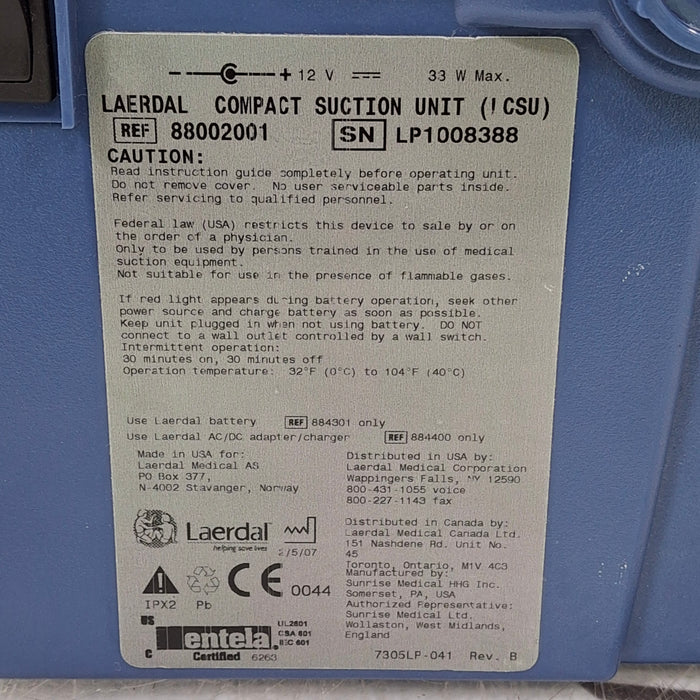 + 12 V 33 W Max.
LAERDAL COMPACT SUCTION UNIT (LCSU)
REF 88002001 SN LP1008388
CAUTION:
Read instruction guide completely before operating unit.
Do not remove cover. No user serviceable parts inside.
Refer servicing to qualified personnel.
Federal law (USA) restricts this device to sale by or on
the order of a physician.
Only to be used by persons trained in the use of medical
suction equipment.
Not suitable for use in the presence of flammable gases.
If red light appears during battery operation, seek other
power source and charge battery as soon as possible.
Keep unit plugged in when not using battery. DO NOT
connect to a wall outlet controlled by a wall switch.
Intermittent operation:
30 minutes on, 30 minutes off
Operation temperature: 32°F (0°C) to 104°F (40°C)
Use Laerdal battery REF 884301 only
Use Laerdal AC/DC adapter/charger REF 884400 only
Made in USA for:
Laerdal Medical AS
PO Box 377,
N-4002 Stavanger, Norway
Distributed in USA by:
Laerdal Medical Corporation
Wappingers Falls, NY 12590
800-431-1055 voice
800-227-1143 fax
Laerdal
helping save lives
2/5/07
Distributed in Canada by:
Laerdal Medical Canada Ltd.
151 Nashdene Rd. Unit No.
45
Toronto, Ontario, M1V 4C3
Manufactured by:
Sunrise Medical HHG Inc.
Somerset, PA, USA
Authorized Representative:
Sunrise Medical Ltd.
Wollaston, West Midlands,
England
CE 0044
IPX2 Pb
US
C
entela
Certified 6263
UL2601
CSA 601
IEC 601
7305LP-041 Rev. B